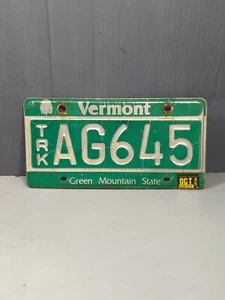 Vermont
TRK AG645
Green Mountain State
OCT